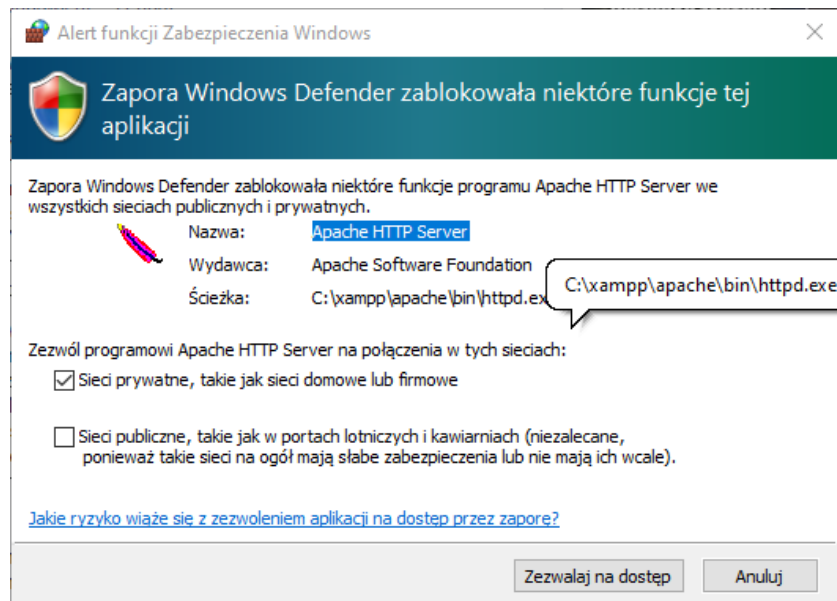 Alert funkcji Zabezpieczenia Windows
Zapora Windows Defender zablokowała niektóre funkcje tej
aplikacji
Zapora Windows Defender zablokowała niektóre funkcje programu Apache HTTP Server we
wszystkich sieciach publicznych i prywatnych.
Nazwa: Apache HTTP Server
Wydawca: Apache Software Foundation
Ścieżka: C:\xampp\apache\bin\httpd.ex
C:\xampp\apache\bin\httpd.exe
Zezwól programowi Apache HTTP Server na połączenia w tych sieciach:
Sieci prywatne, takie jak sieci domowe lub firmowe
Sieci publiczne, takie jak w portach lotniczych i kawiarniach (niezalecane,
ponieważ takie sieci na ogół mają słabe zabezpieczenia lub nie mają ich wcale).
Jakie ryzyko wiąże się z zezwoleniem aplikacji na dostęp przez zaporę?
Zezwalaj na dostęp
Anuluj